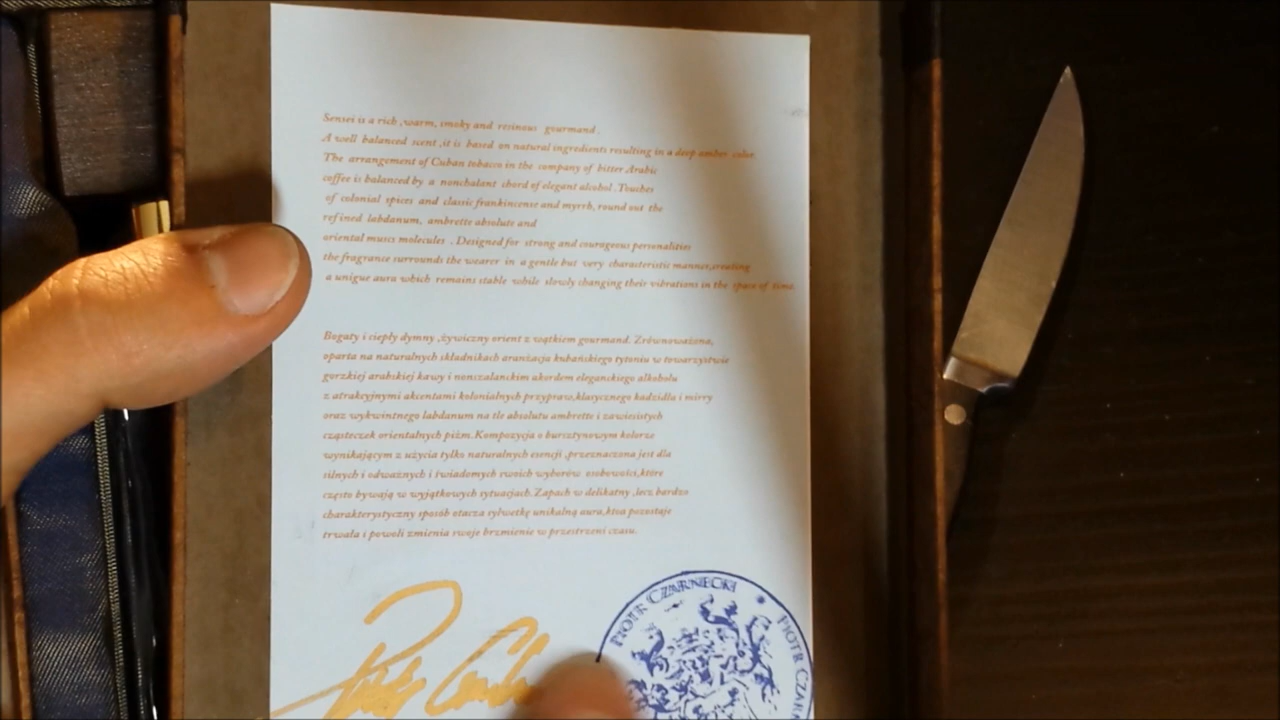 Sensei is a rich ,warm, smoky and resinous gourmand .
A well balanced scent ,it is based on natural ingredients resulting in a deep amber color.
The arrangement of Cuban tobacco in the company of bitter Arabic
coffee is balanced by a nonchalant chord of elegant alcohol .Touches
of colonial spices and classic frankincense and myrrh, round out the
refined labdanum, ambrette absolute and
oriental muscs molecules . Designed for strong and courageous personalities
the fragrance surrounds the wearer in a gentle but very characteristic manner,creating
a unigue aura which remains stable while slowly changing their vibrations in the space of time.
Bogaty i ciepły dymny ,żywiczny orient z wątkiem gourmand. Zrównoważona,
oparta na naturalnych składnikach aranżacja kubańskiego tytoniu w towarzystwie
gorzkiej arabskiej kawy i nonszalanckim akordem eleganckiego alkoholu
z atrakcyjnymi akcentami kolonialnych przypraw,klasycznego kadzidła i mirry
oraz wykwintnego labdanum na tle absolutu ambrette i zawiesistych
cząsteczek orientalnych piżm.Kompozycja o bursztynowym kolorze
wynikającym z użycia tylko naturalnych esencji ,przeznaczona jest dla
silnych i odważnych i świadomych swoich wyborów osobowości,które
często bywają w wyjątkowych sytuacjach.Zapach w delikatny ,lecz bardzo
charakterystyczny sposób otacza sylwetkę unikalną aurą,ktoa pozostaje
trwała i powoli zmienia swoje brzmienie w przestrzeni czasu.
PIOTR CZARNECKI • PIOTR CZARN